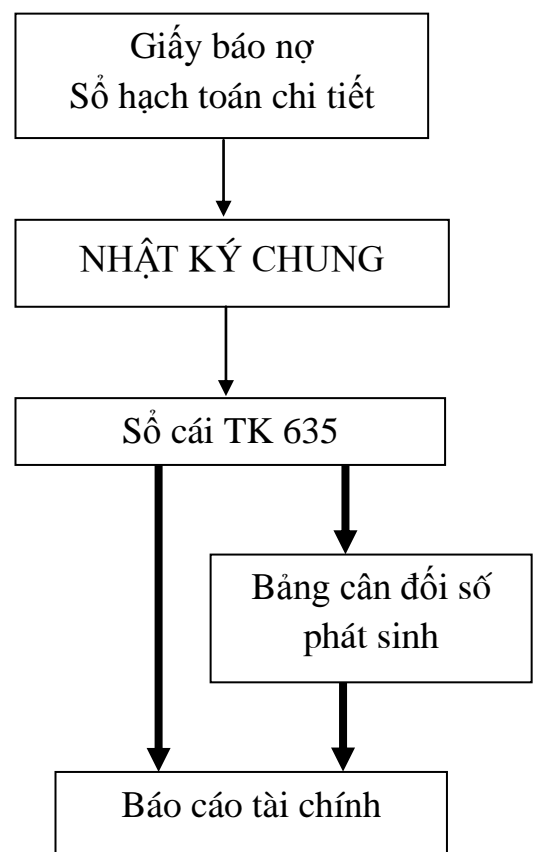 Giấy báo nợ
Sổ hạch toán chi tiết
NHẬT KÝ CHUNG
Sổ cái TK 635
Bảng cân đối số
phát sinh
Báo cáo tài chính